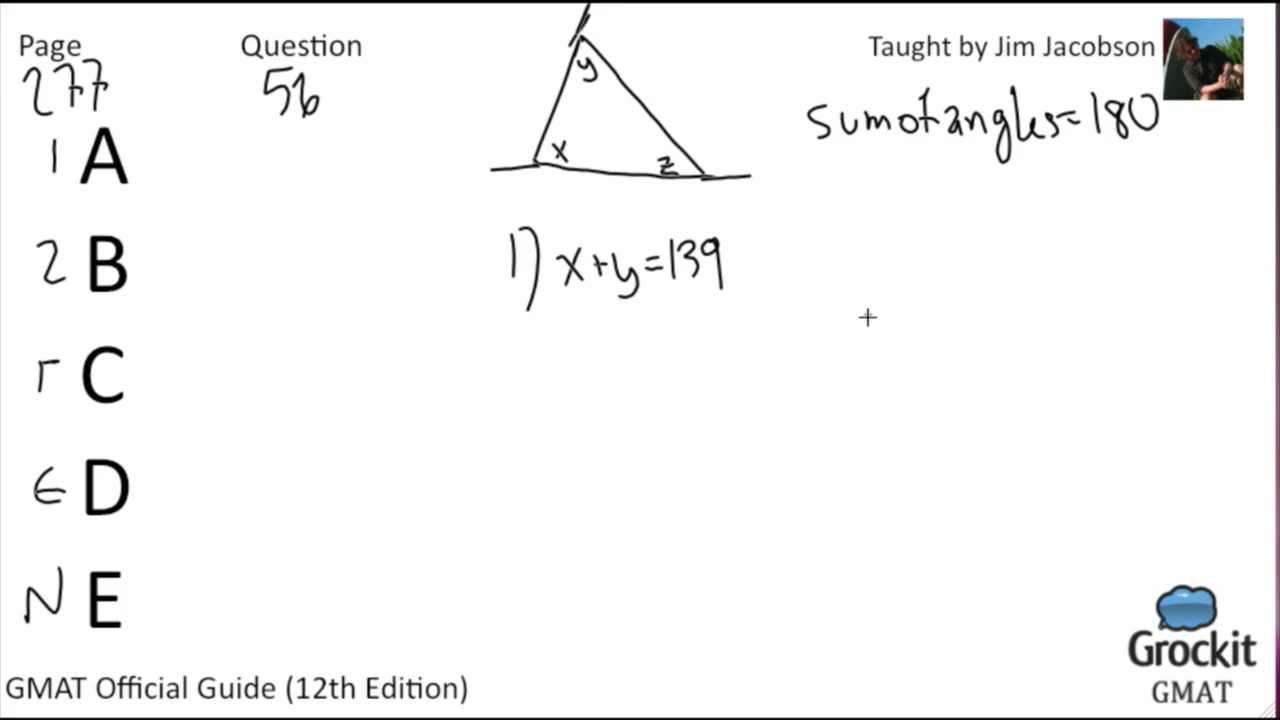 Page
Question
Taught by Jim Jacobson
277
56
y
x
z
sum of angles = 180
1 A
2 B
T C
E D
N E
1) x+y=139
GMAT Official Guide (12th Edition)
Grockit
GMAT